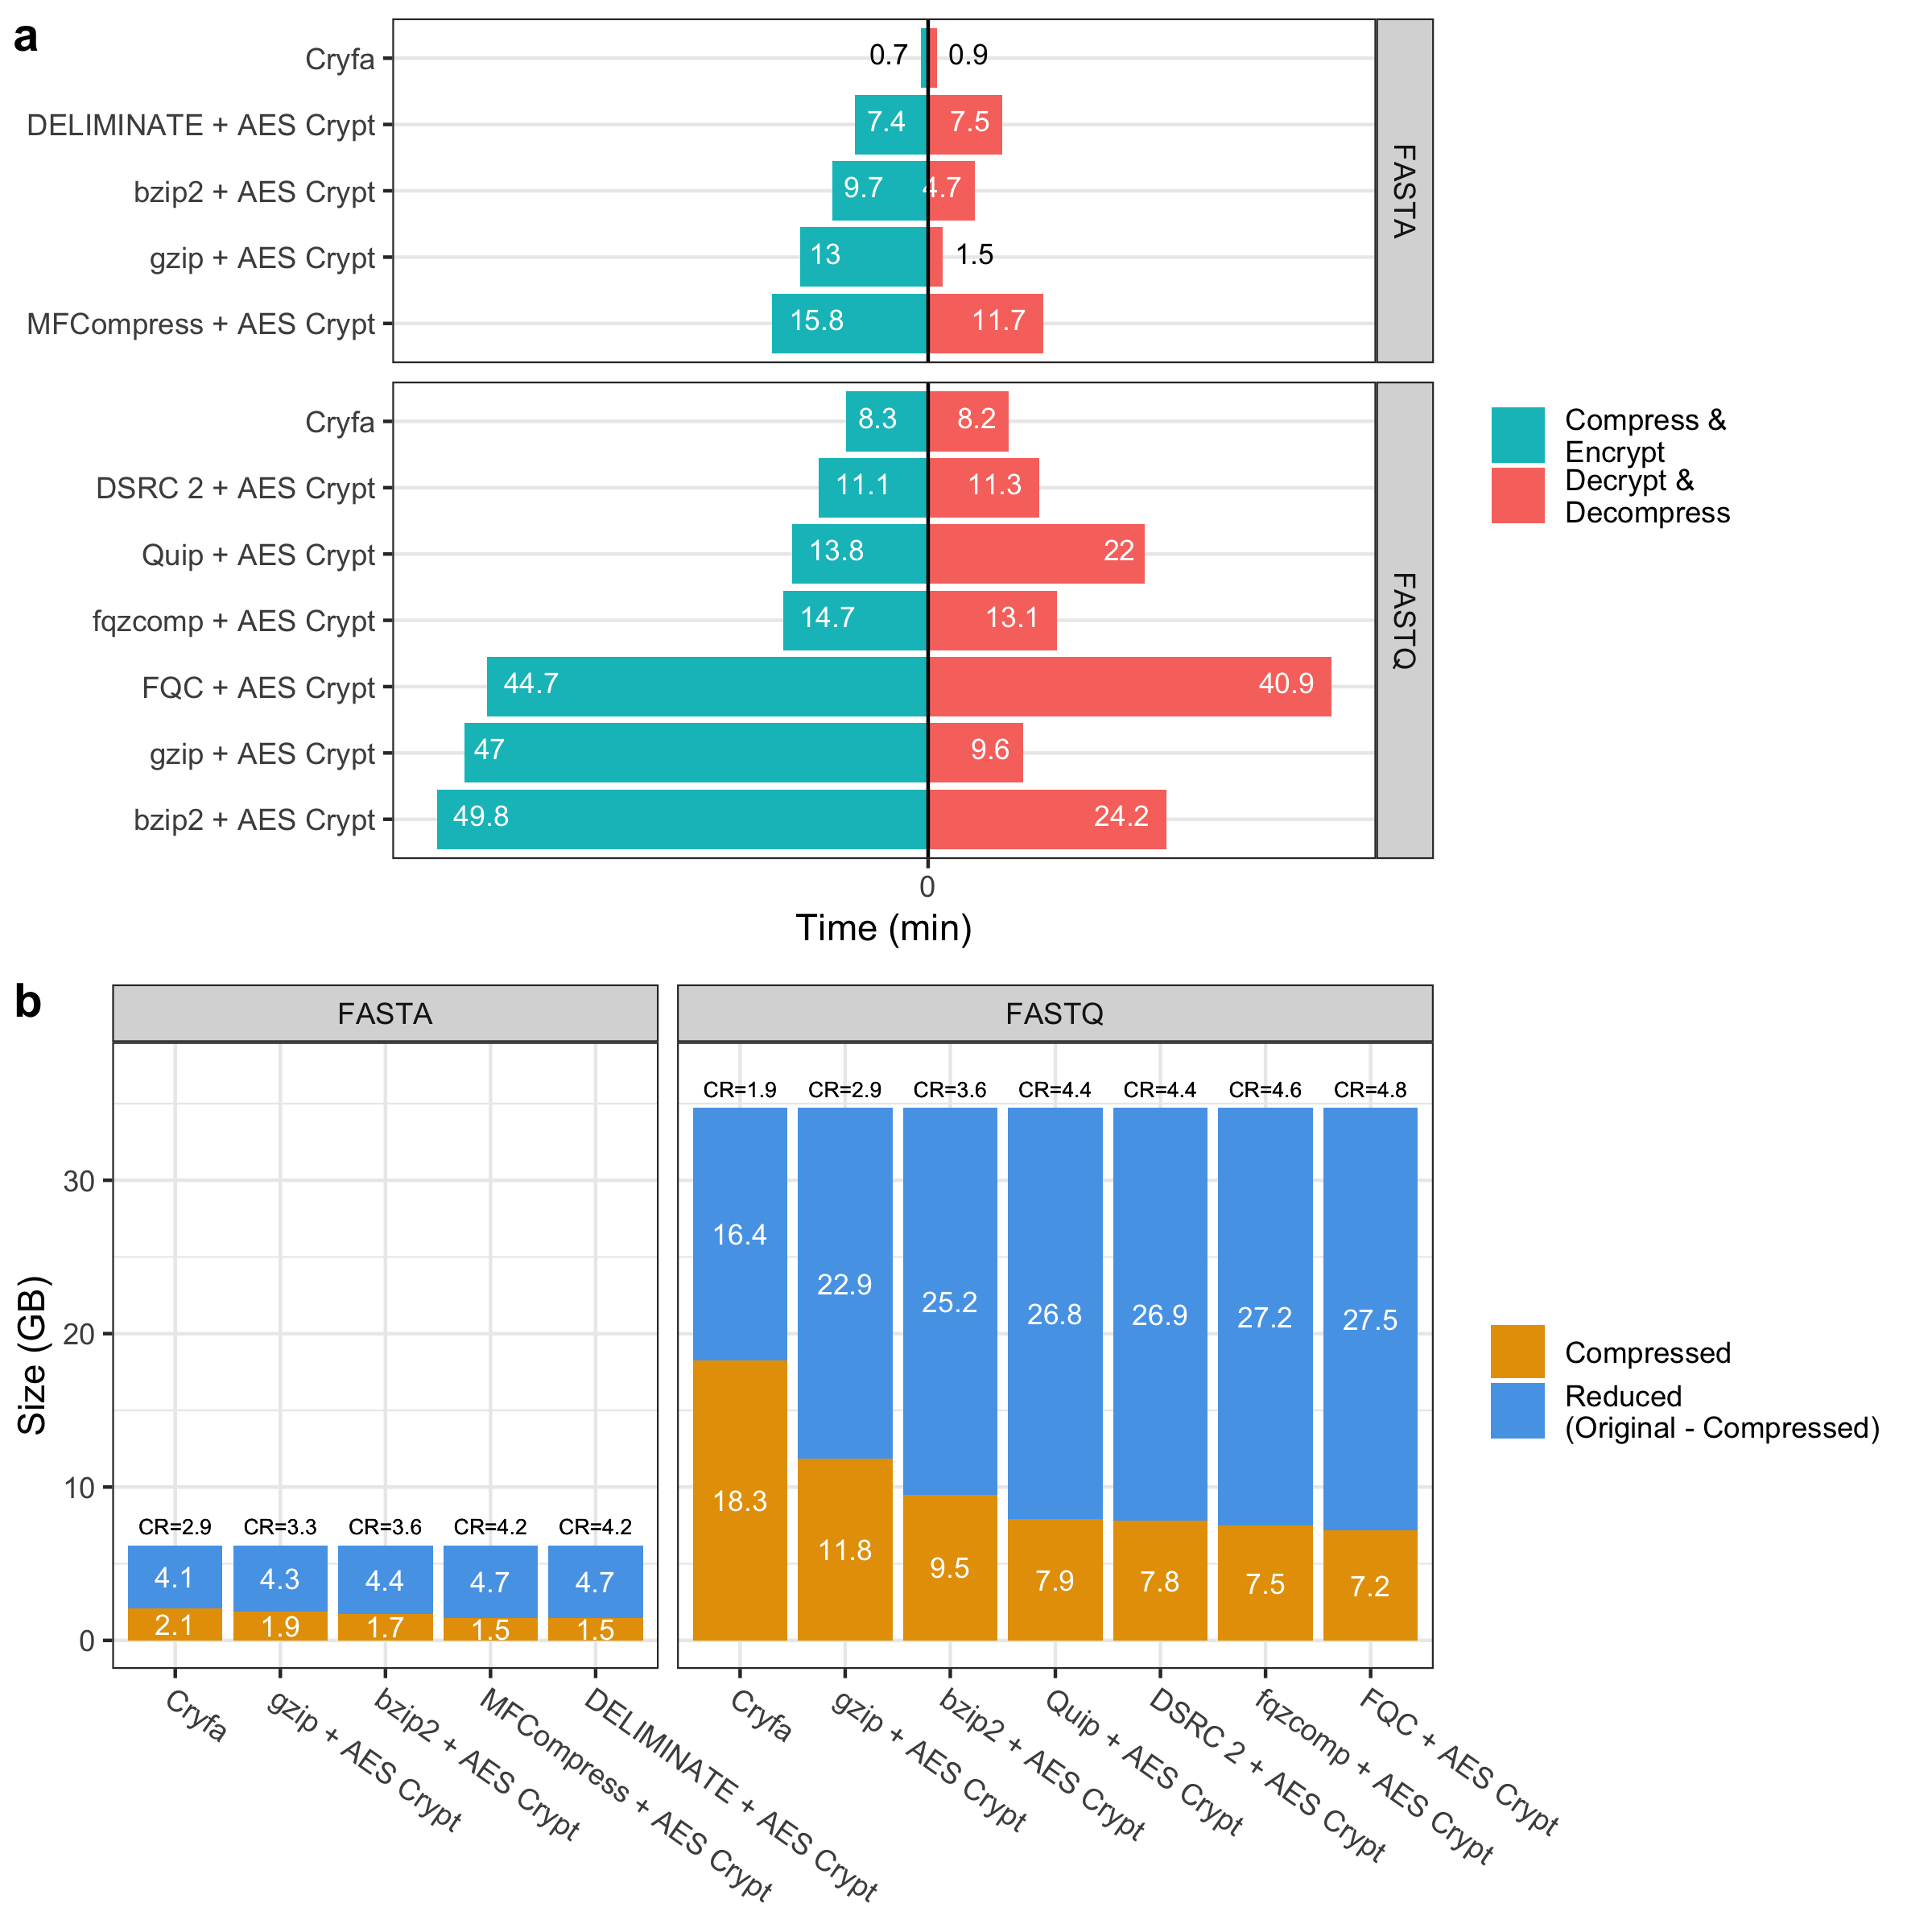 a
Cryfa
0.7
0.9
DELIMINATE + AES Crypt
7.4
7.5
bzip2 + AES Crypt
9.7
4.7
gzip + AES Crypt
13
1.5
MFCompress + AES Crypt
15.8
11.7
FASTA
Cryfa
8.3
8.2
DSRC 2 + AES Crypt
11.1
11.3
Quip + AES Crypt
13.8
22
fqzcomp + AES Crypt
14.7
13.1
FQC + AES Crypt
44.7
40.9
gzip + AES Crypt
47
9.6
bzip2 + AES Crypt
49.8
24.2
FASTQ
0
Time (min)
Compress &
Encrypt
Decrypt &
Decompress
b
FASTA
FASTQ
Size (GB)
30
20
10
0
CR=2.9
CR=3.3
CR=3.6
CR=4.2
CR=4.2
4.1
4.3
4.4
4.7
4.7
2.1
1.9
1.7
1.5
1.5
CR=1.9
CR=2.9
CR=3.6
CR=4.4
CR=4.4
CR=4.6
CR=4.8
16.4
22.9
25.2
26.8
26.9
27.2
27.5
18.3
11.8
9.5
7.9
7.8
7.5
7.2
Cryfa
gzip + AES Crypt
bzip2 + AES Crypt
MFCompress + AES Crypt
DELIMINATE + AES Crypt
Cryfa
gzip + AES Crypt
bzip2 + AES Crypt
Quip + AES Crypt
DSRC 2 + AES Crypt
fqzcomp + AES Crypt
FQC + AES Crypt
Compressed
Reduced
(Original - Compressed)